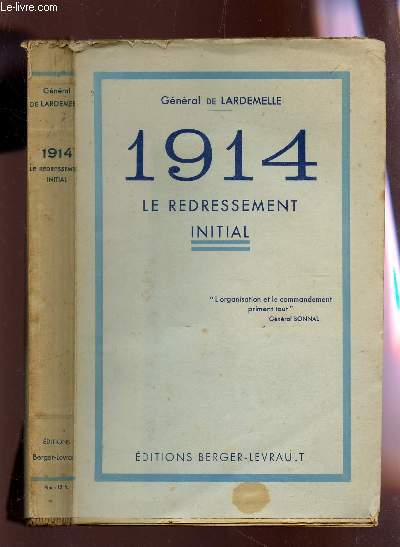 Le-livre.com
Général
DE LARDEMELLE
1914
LE REDRESSEMENT
INITIAL
ÉDITIONS
Berger-Levrault
Général DE LARDEMELLE
1914
LE REDRESSEMENT
INITIAL
" L'organisation et le commandement
priment tout "
Général BONNAL
ÉDITIONS BERGER-LEVRAULT